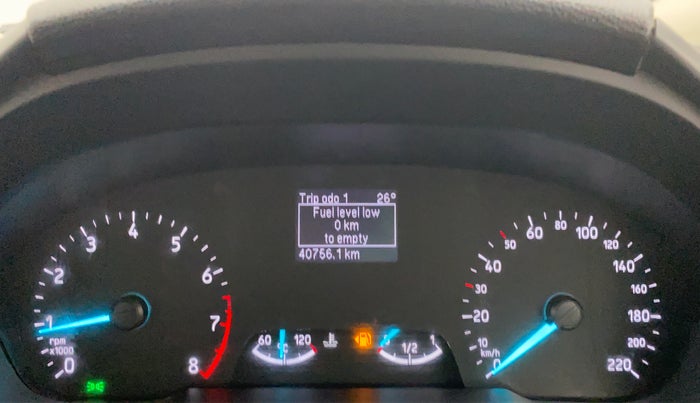 Trip odo 1 26°
Fuel level low
0 km
to empty
40766.1 km
0 1 2 3 4 5 6 7 8
rpm
x1000
60 °C 120
0 1/2 1
0 10 20 30 40 50 60 80 100 120 140 160 180 200 220
km/h